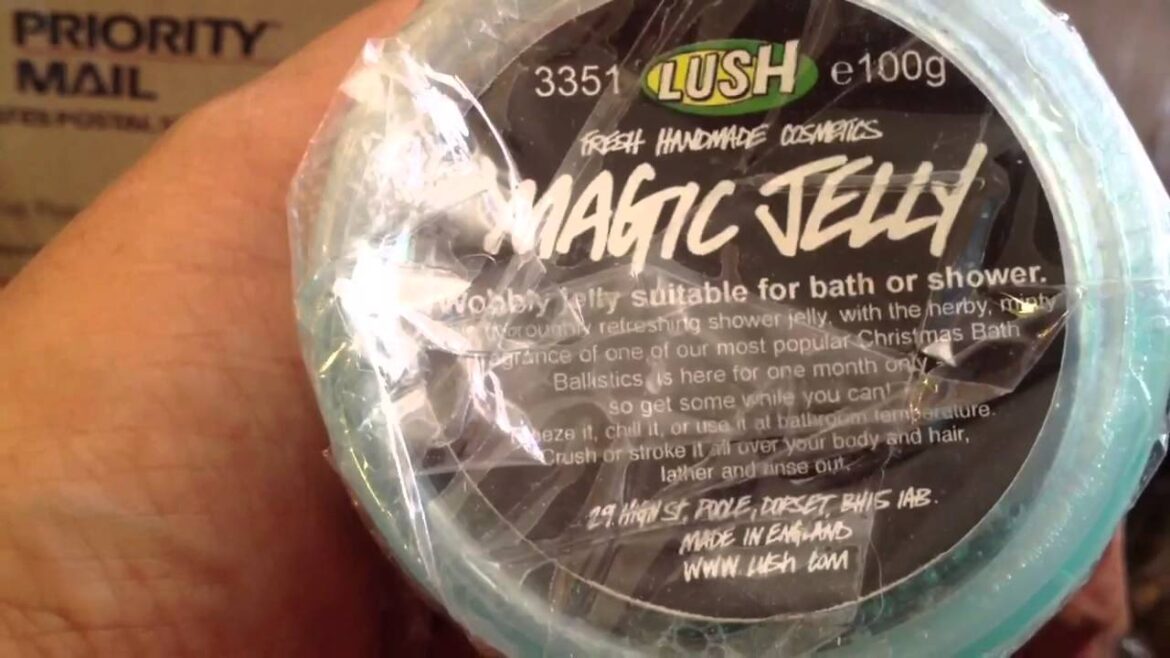 PRIORITY
MAIL
3351 LUSH e100g
FRESH HANDMADE COSMETICS
MAGIC JELLY
Wobbly jelly suitable for bath or shower.
thoroughly refreshing shower jelly, with the herby, minty
fragrance of one of our most popular Christmas Bath
Ballistics, is here for one month only -
so get some while you can!
Freeze it, chill it, or use it at bathroom temperature.
Crush or stroke it all over your body and hair,
lather and rinse out.
29 HIGH ST, POOLE, DORSET, BH15 1AB.
MADE IN ENGLAND
www.lush.com